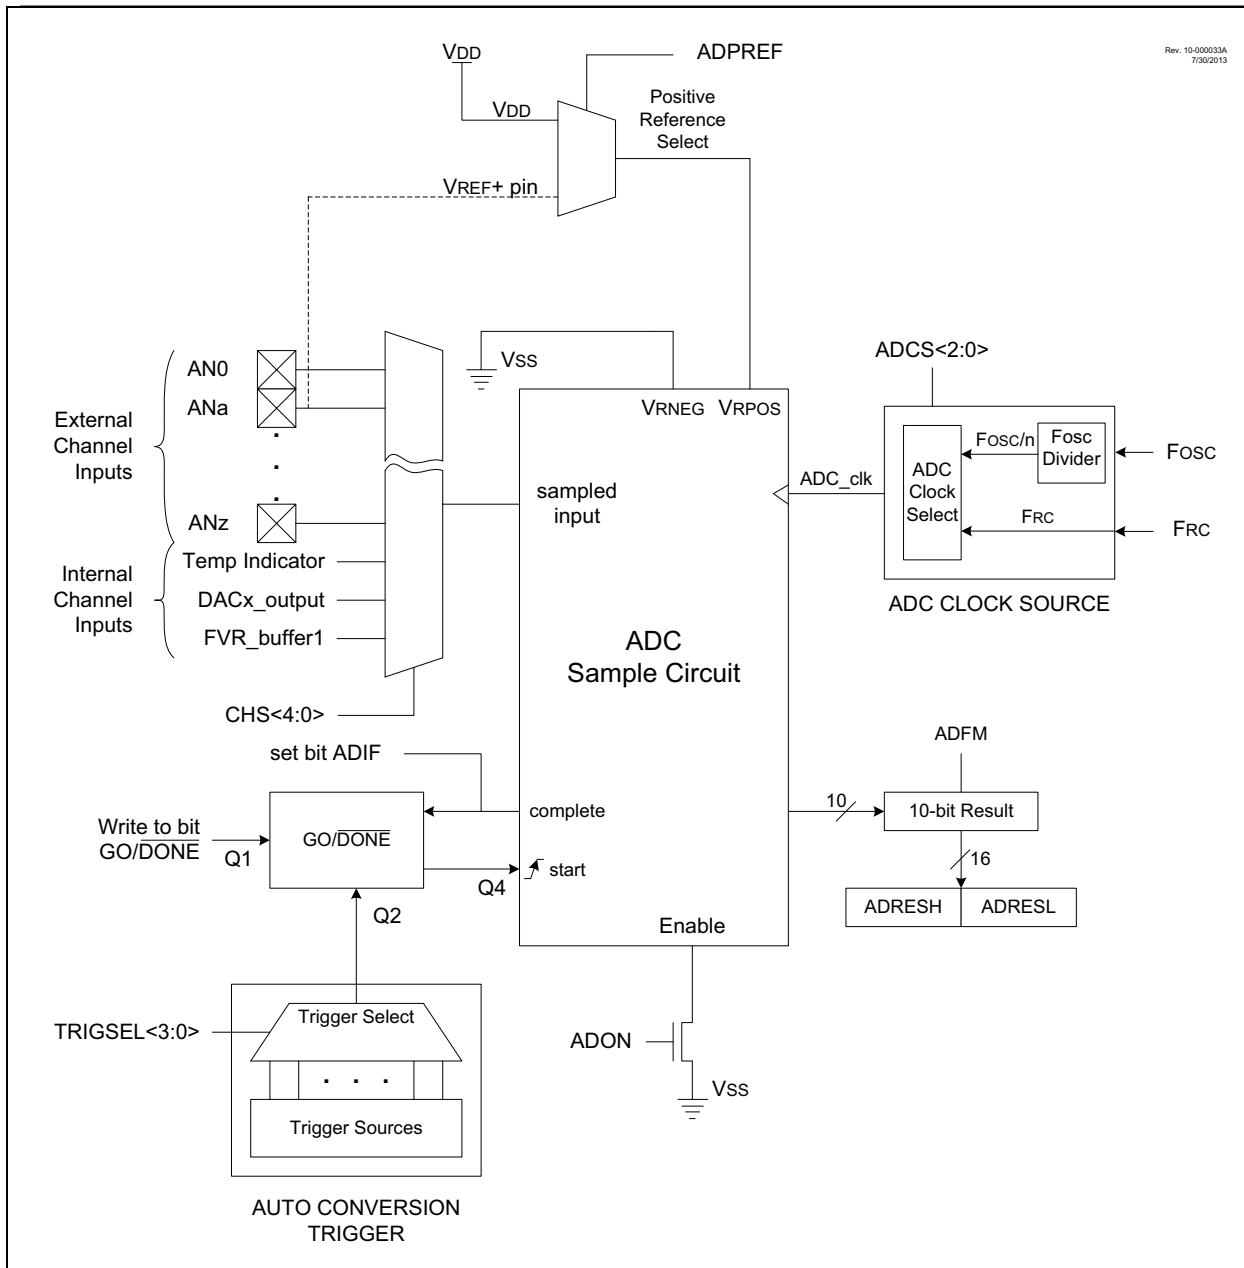 Rev. 10-000033A
7/30/2013
VDD
ADPREF
VDD
Positive
Reference
Select
VREF+ pin
VSS
ADCS<2:0>
AN0
ANa
External
Channel
Inputs
.
.
.
ANz
VRNEG VRPOS
sampled
input
ADC_clk
ADC
Clock
Select
FOSC/n
Fosc
Divider
FOSC
FRC
FRC
ADC CLOCK SOURCE
Internal
Channel
Inputs
Temp Indicator
DACx_output
FVR_buffer1
ADC
Sample Circuit
CHS<4:0>
set bit ADIF
ADFM
complete
10
10-bit Result
Write to bit
GO/DONE
Q1
GO/DONE
Q4
start
16
ADRESH ADRESL
Q2
Enable
TRIGSEL<3:0>
Trigger Select
. . .
Trigger Sources
ADON
VSS
AUTO CONVERSION
TRIGGER